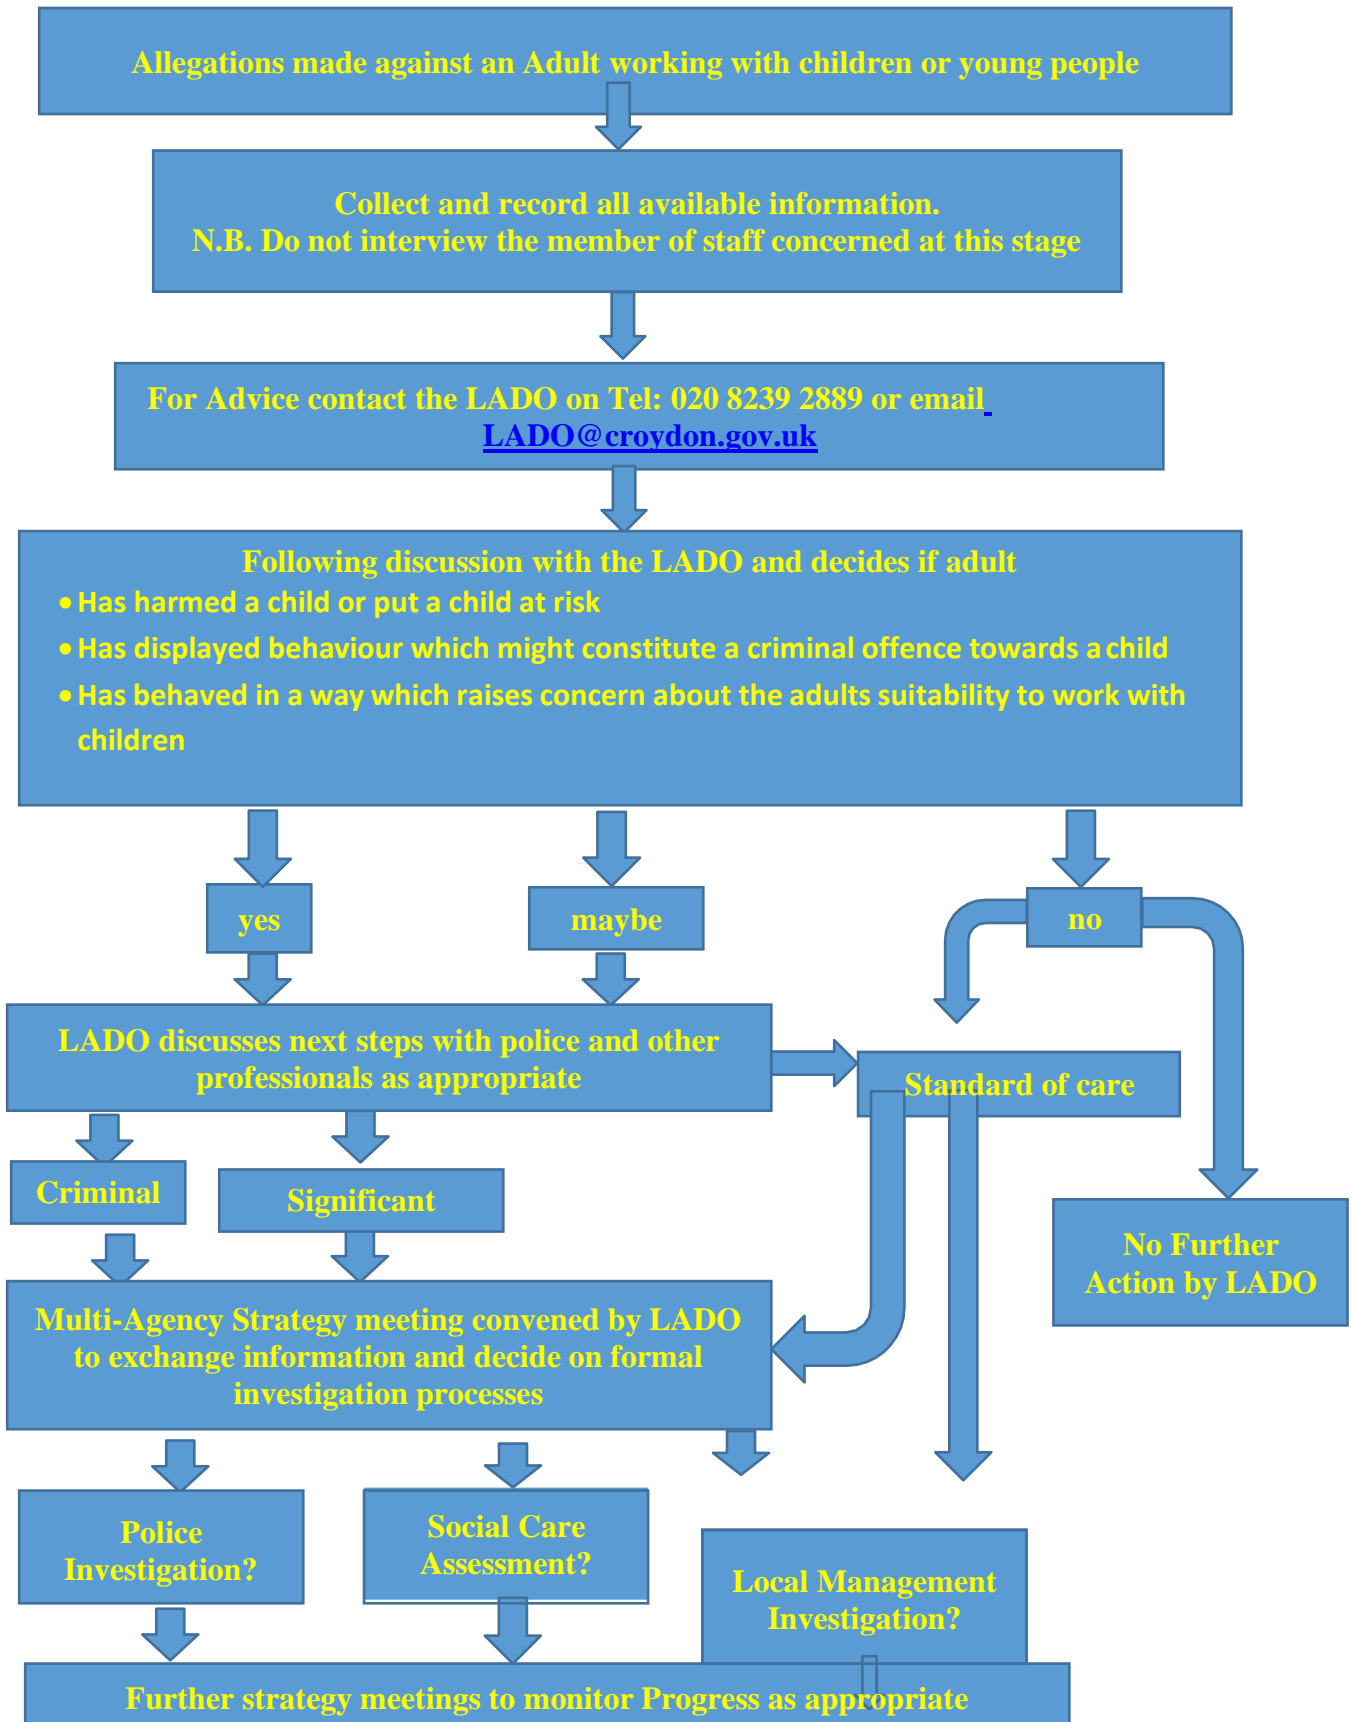 Allegations made against an Adult working with children or young people
Collect and record all available information.
N.B. Do not interview the member of staff concerned at this stage
For Advice contact the LADO on Tel: 020 8239 2889 or email
LADO@croydon.gov.uk
Following discussion with the LADO and decides if adult
• Has harmed a child or put a child at risk
• Has displayed behaviour which might constitute a criminal offence towards a child
• Has behaved in a way which raises concern about the adults suitability to work with
children
yes
maybe
no
LADO discusses next steps with police and other
professionals as appropriate
Standard of care
Criminal
Significant
No Further
Action by LADO
Multi-Agency Strategy meeting convened by LADO
to exchange information and decide on formal
investigation processes
Police
Investigation?
Social Care
Assessment?
Local Management
Investigation?
Further strategy meetings to monitor Progress as appropriate